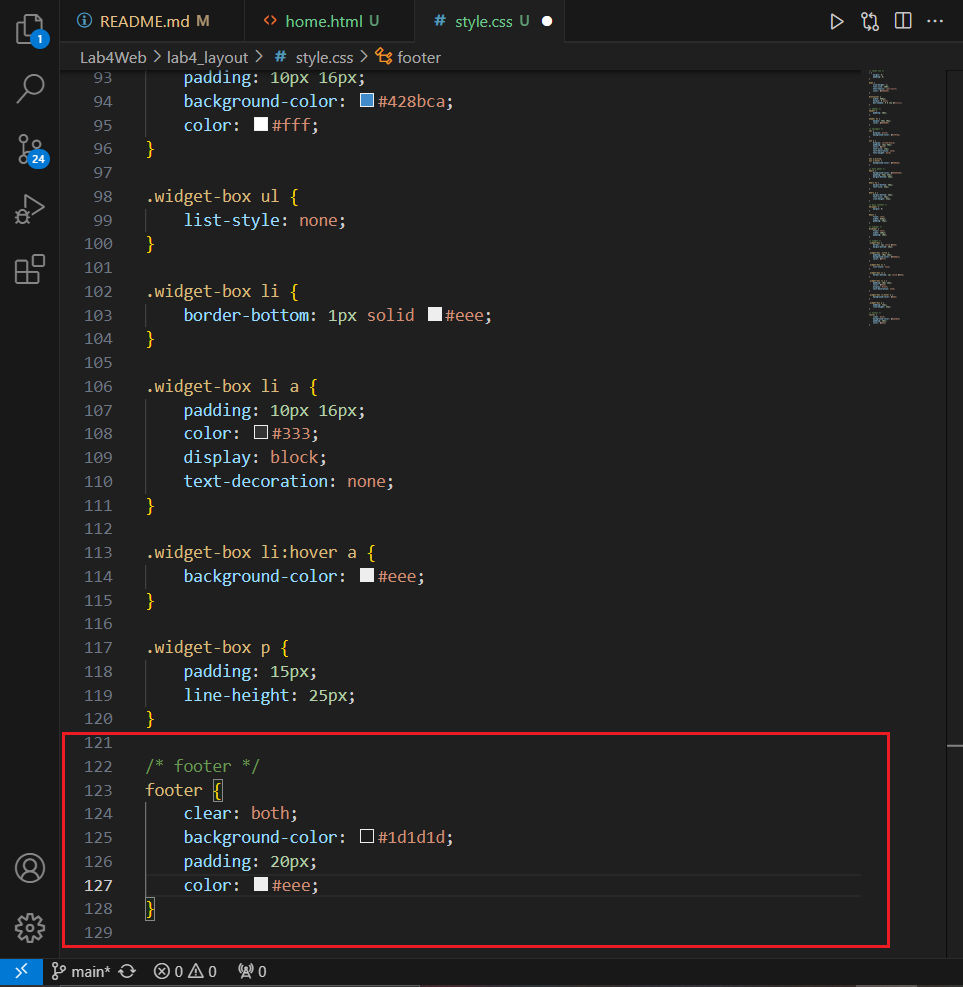 README.md M
home.html U
# style.css U
1
Lab4Web > lab4_layout > # style.css > footer
93 padding: 10px 16px;
94 background-color: #428bca;
95 color: #fff;
96 }
97
98 .widget-box ul {
99 list-style: none;
100 }
101
102 .widget-box li {
103 border-bottom: 1px solid #eee;
104 }
105
106 .widget-box li a {
107 padding: 10px 16px;
108 color: #333;
109 display: block;
110 text-decoration: none;
111 }
112
113 .widget-box li:hover a {
114 background-color: #eee;
115 }
116
117 .widget-box p {
118 padding: 15px;
119 line-height: 25px;
120 }
121
122 /* footer */
123 footer {
124 clear: both;
125 background-color: #1d1d1d;
126 padding: 20px;
127 color: #eee;
128 }
129
24
main* 0 0 0